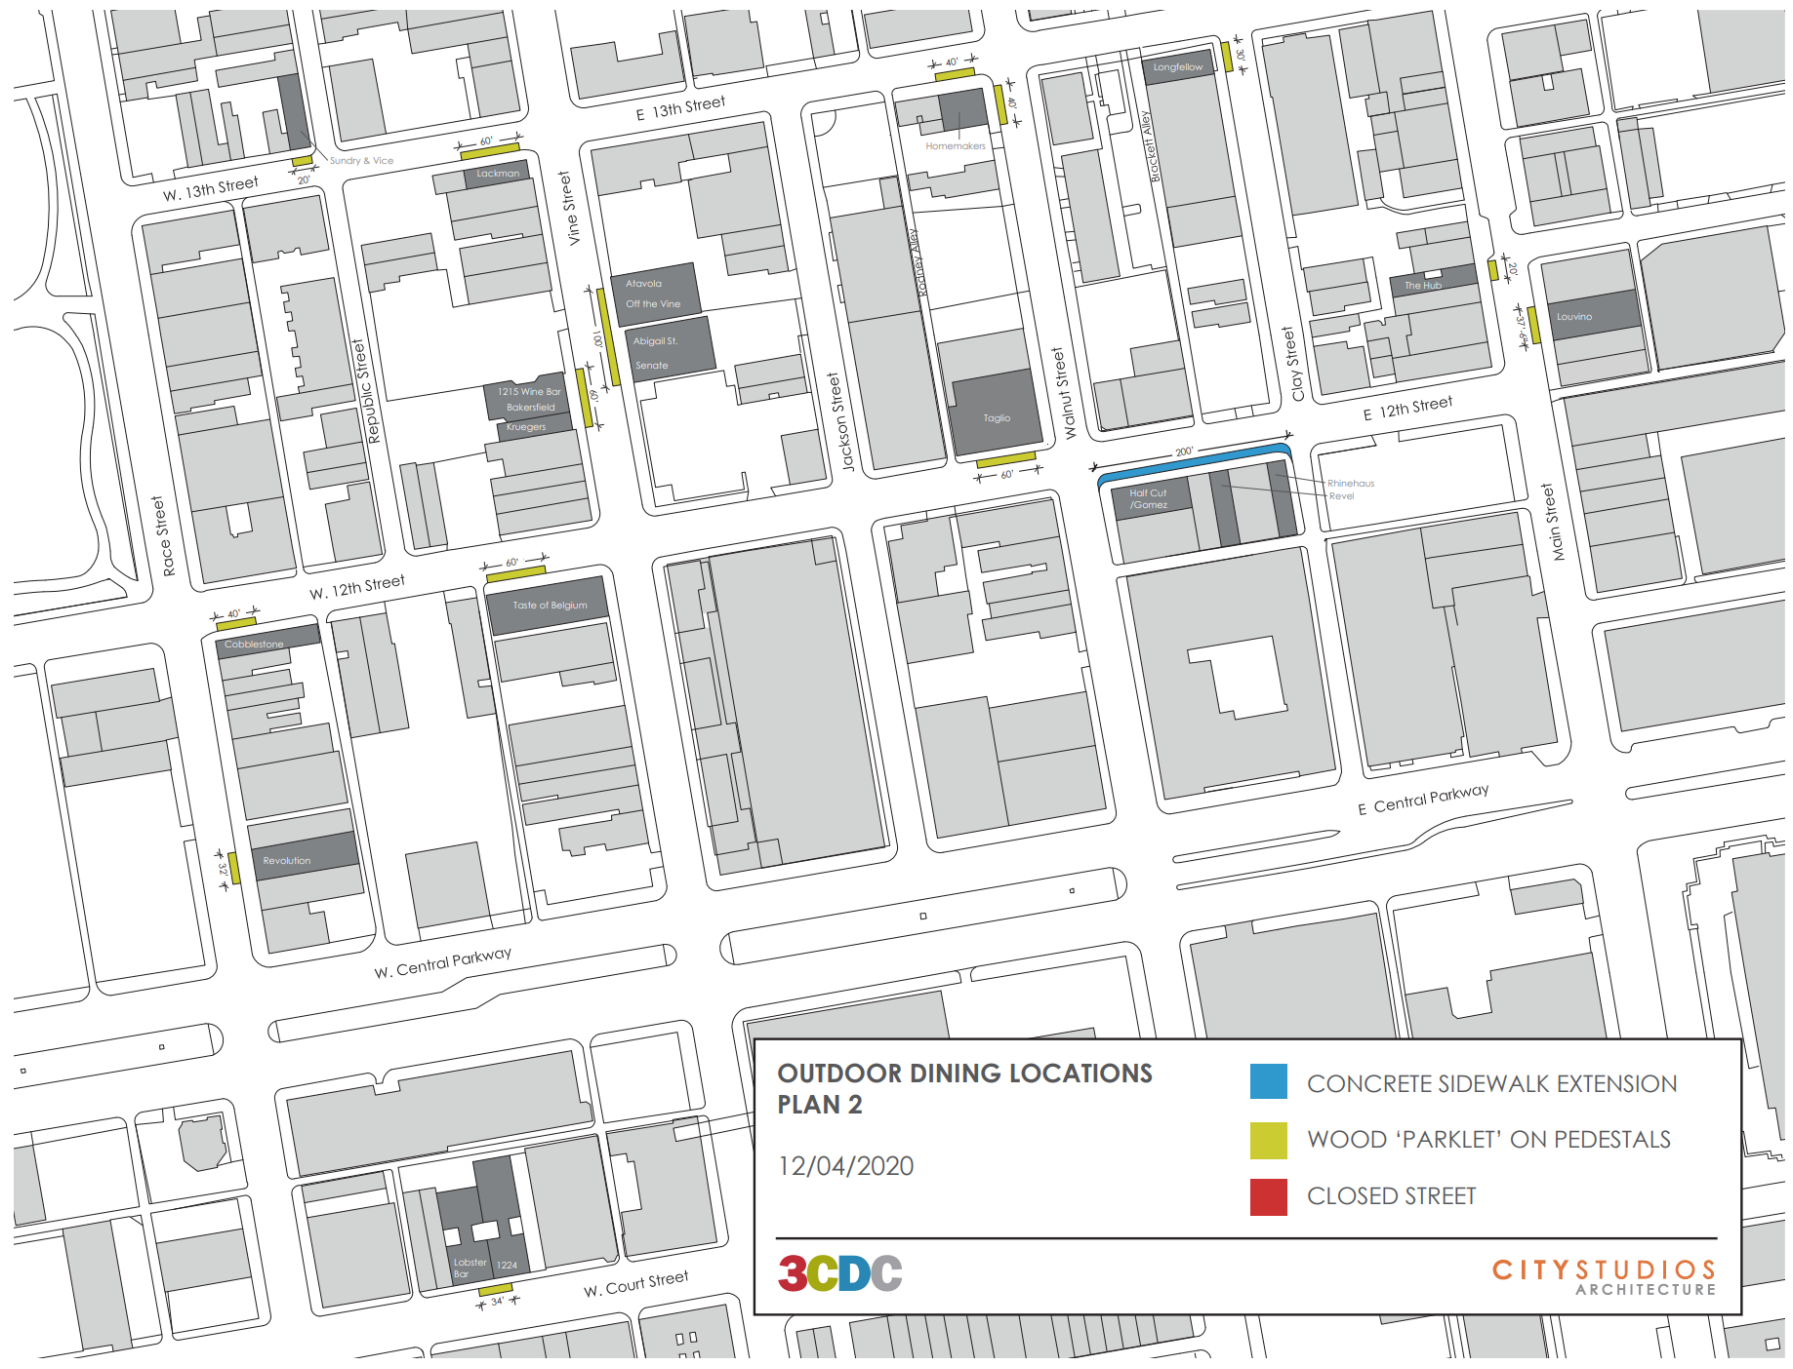 Longfellow
30'
40'
40'
E 13th Street
Homemakers
Brackett Alley
60'
Lackman
Sundry & Vice
20'
W. 13th Street
Vine Street
Rodney Alley
The Hub
20'
Louvino
37'-6"
Atavola
Off the Vine
100'
Abigail St.
Senate
Republic Street
1215 Wine Bar
Bakersfield
Kruegers
60'
Jackson Street
Walnut Street
Clay Street
E 12th Street
Taglio
60'
200'
Half Cut
/Gomez
Rhinehaus
Revel
Main Street
Race Street
W. 12th Street
60'
Taste of Belgium
40'
Cobblestone
E Central Parkway
Revolution
32'
W. Central Parkway
Lobster
Bar
1224
34'
W. Court Street
OUTDOOR DINING LOCATIONS
PLAN 2
12/04/2020
CONCRETE SIDEWALK EXTENSION
WOOD ‘PARKLET’ ON PEDESTALS
CLOSED STREET
3CDC
CITYSTUDIOS
ARCHITECTURE